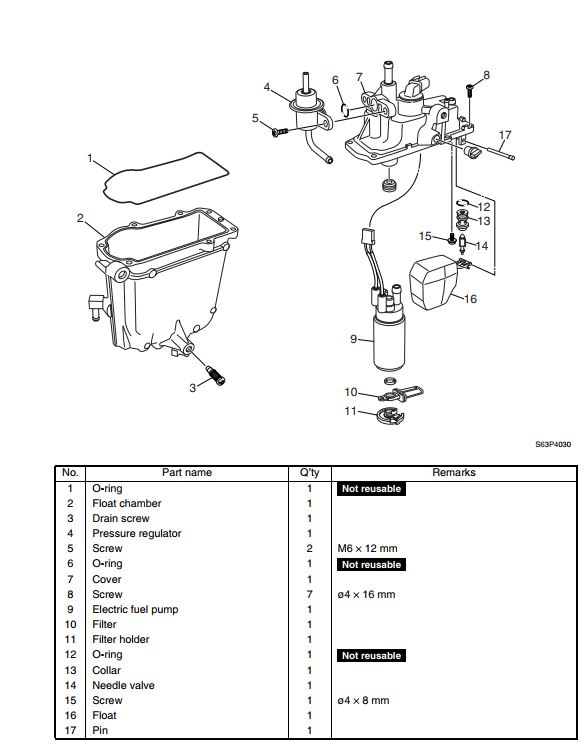 4
6
7
8
5
17
1
12
13
2
15
14
16
9
3
10
11
S63P4030
No. Part name Q'ty Remarks
1 O-ring 1 Not reusable
2 Float chamber 1
3 Drain screw 1
4 Pressure regulator 1
5 Screw 2 M6 × 12 mm
6 O-ring 1 Not reusable
7 Cover 1
8 Screw 7 ø4 × 16 mm
9 Electric fuel pump 1
10 Filter 1
11 Filter holder 1
12 O-ring 1 Not reusable
13 Collar 1
14 Needle valve 1
15 Screw 1 ø4 × 8 mm
16 Float 1
17 Pin 1